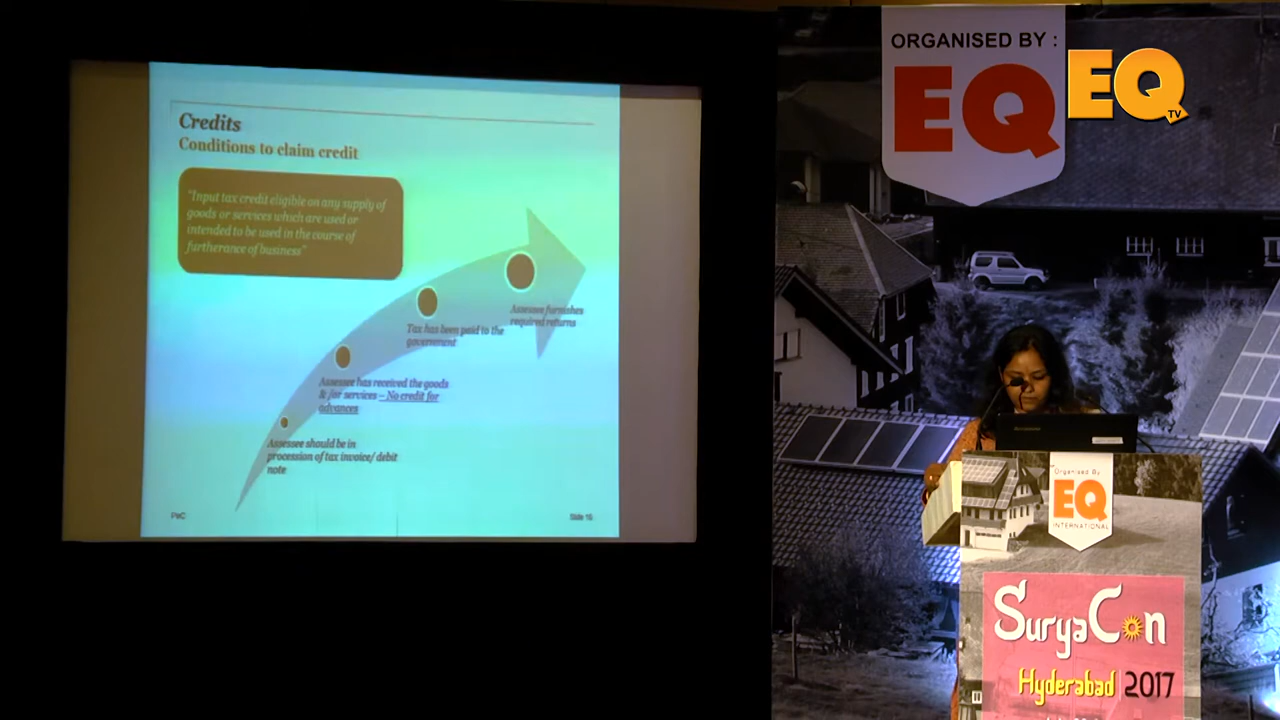 Credits
Conditions to claim credit
"Input tax credit eligible on any supply of
goods or services which are used or
intended to be used in the course of
furtherance of business"
Assessee furnishes
required returns
Tax has been paid to the
government
Assessee has received the goods
& /or services – No credit for
advances
Assessee should be in
procession of tax invoice/ debit
note
PwC
Slide 16
ORGANISED BY :
EQ
EQ
TV
Organised By
EQ
INTERNATIONAL
SuryaCon
Hyderabad 2017